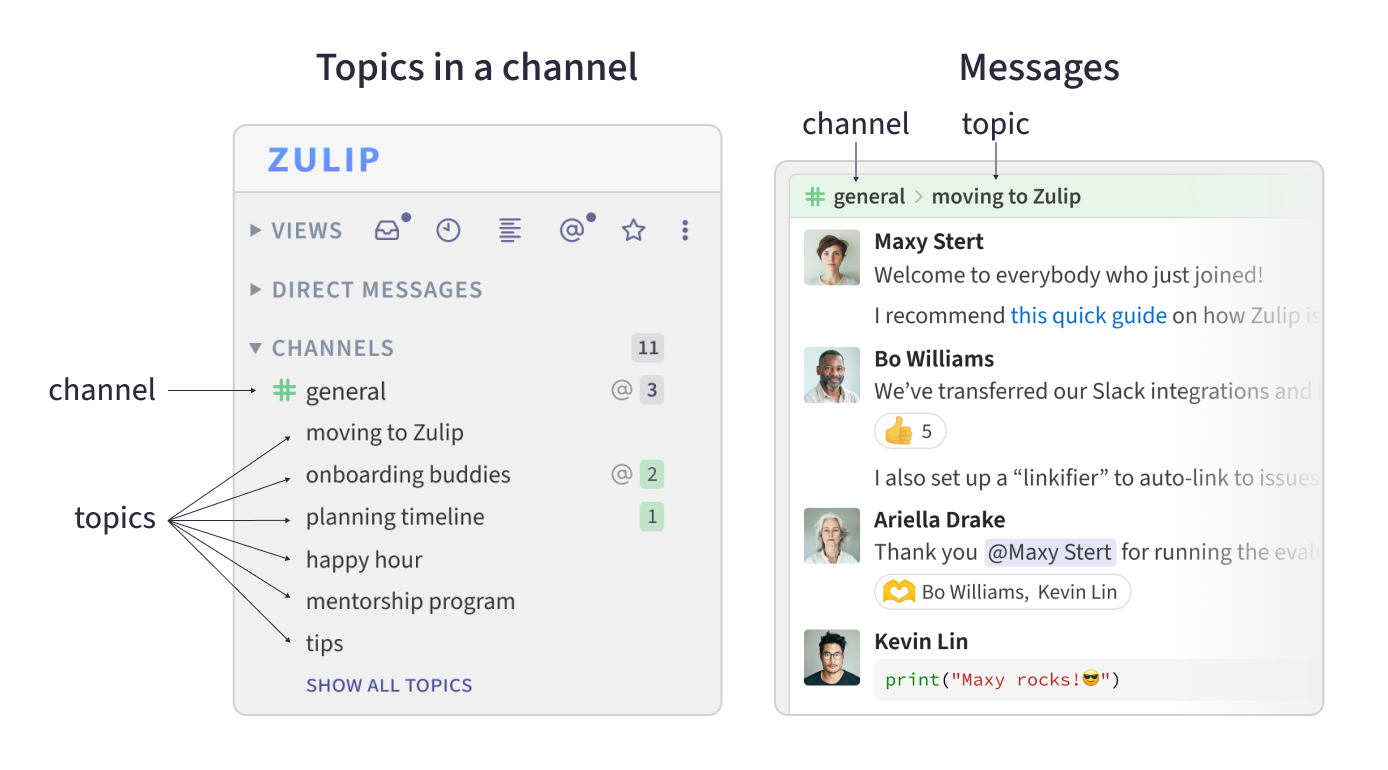 Topics in a channel
ZULIP
VIEWS
DIRECT MESSAGES
CHANNELS 11
channel
general @ 3
moving to Zulip
onboarding buddies @ 2
topics
planning timeline 1
happy hour
mentorship program
tips
SHOW ALL TOPICS
Messages
channel topic
general > moving to Zulip
Maxy Stert
Welcome to everybody who just joined!
I recommend this quick guide on how Zulip is
Bo Williams
We’ve transferred our Slack integrations and
👍 5
I also set up a “linkifier” to auto-link to issues
Ariella Drake
Thank you @Maxy Stert for running the eval
🫶 Bo Williams, Kevin Lin
Kevin Lin
print("Maxy rocks!😎")